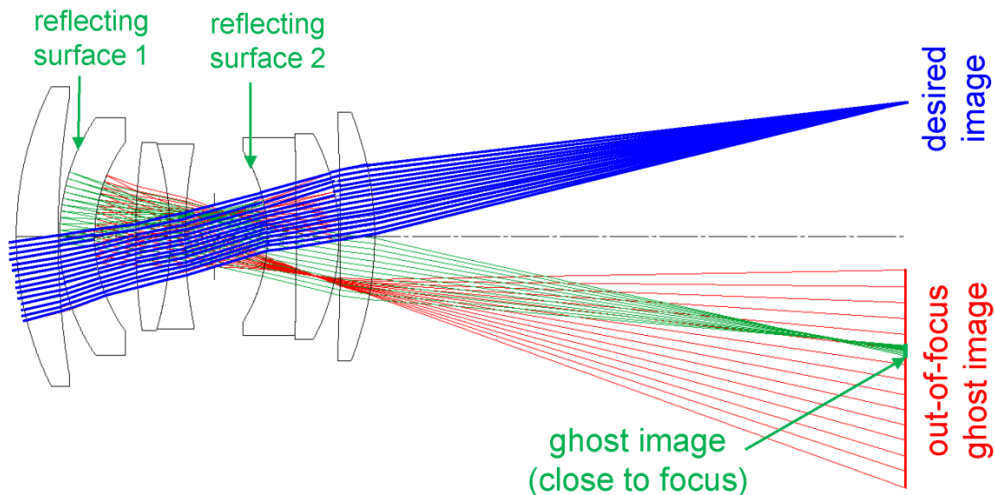 reflecting
surface 1
reflecting
surface 2
desired
image
out-of-focus
ghost image
ghost image
(close to focus)